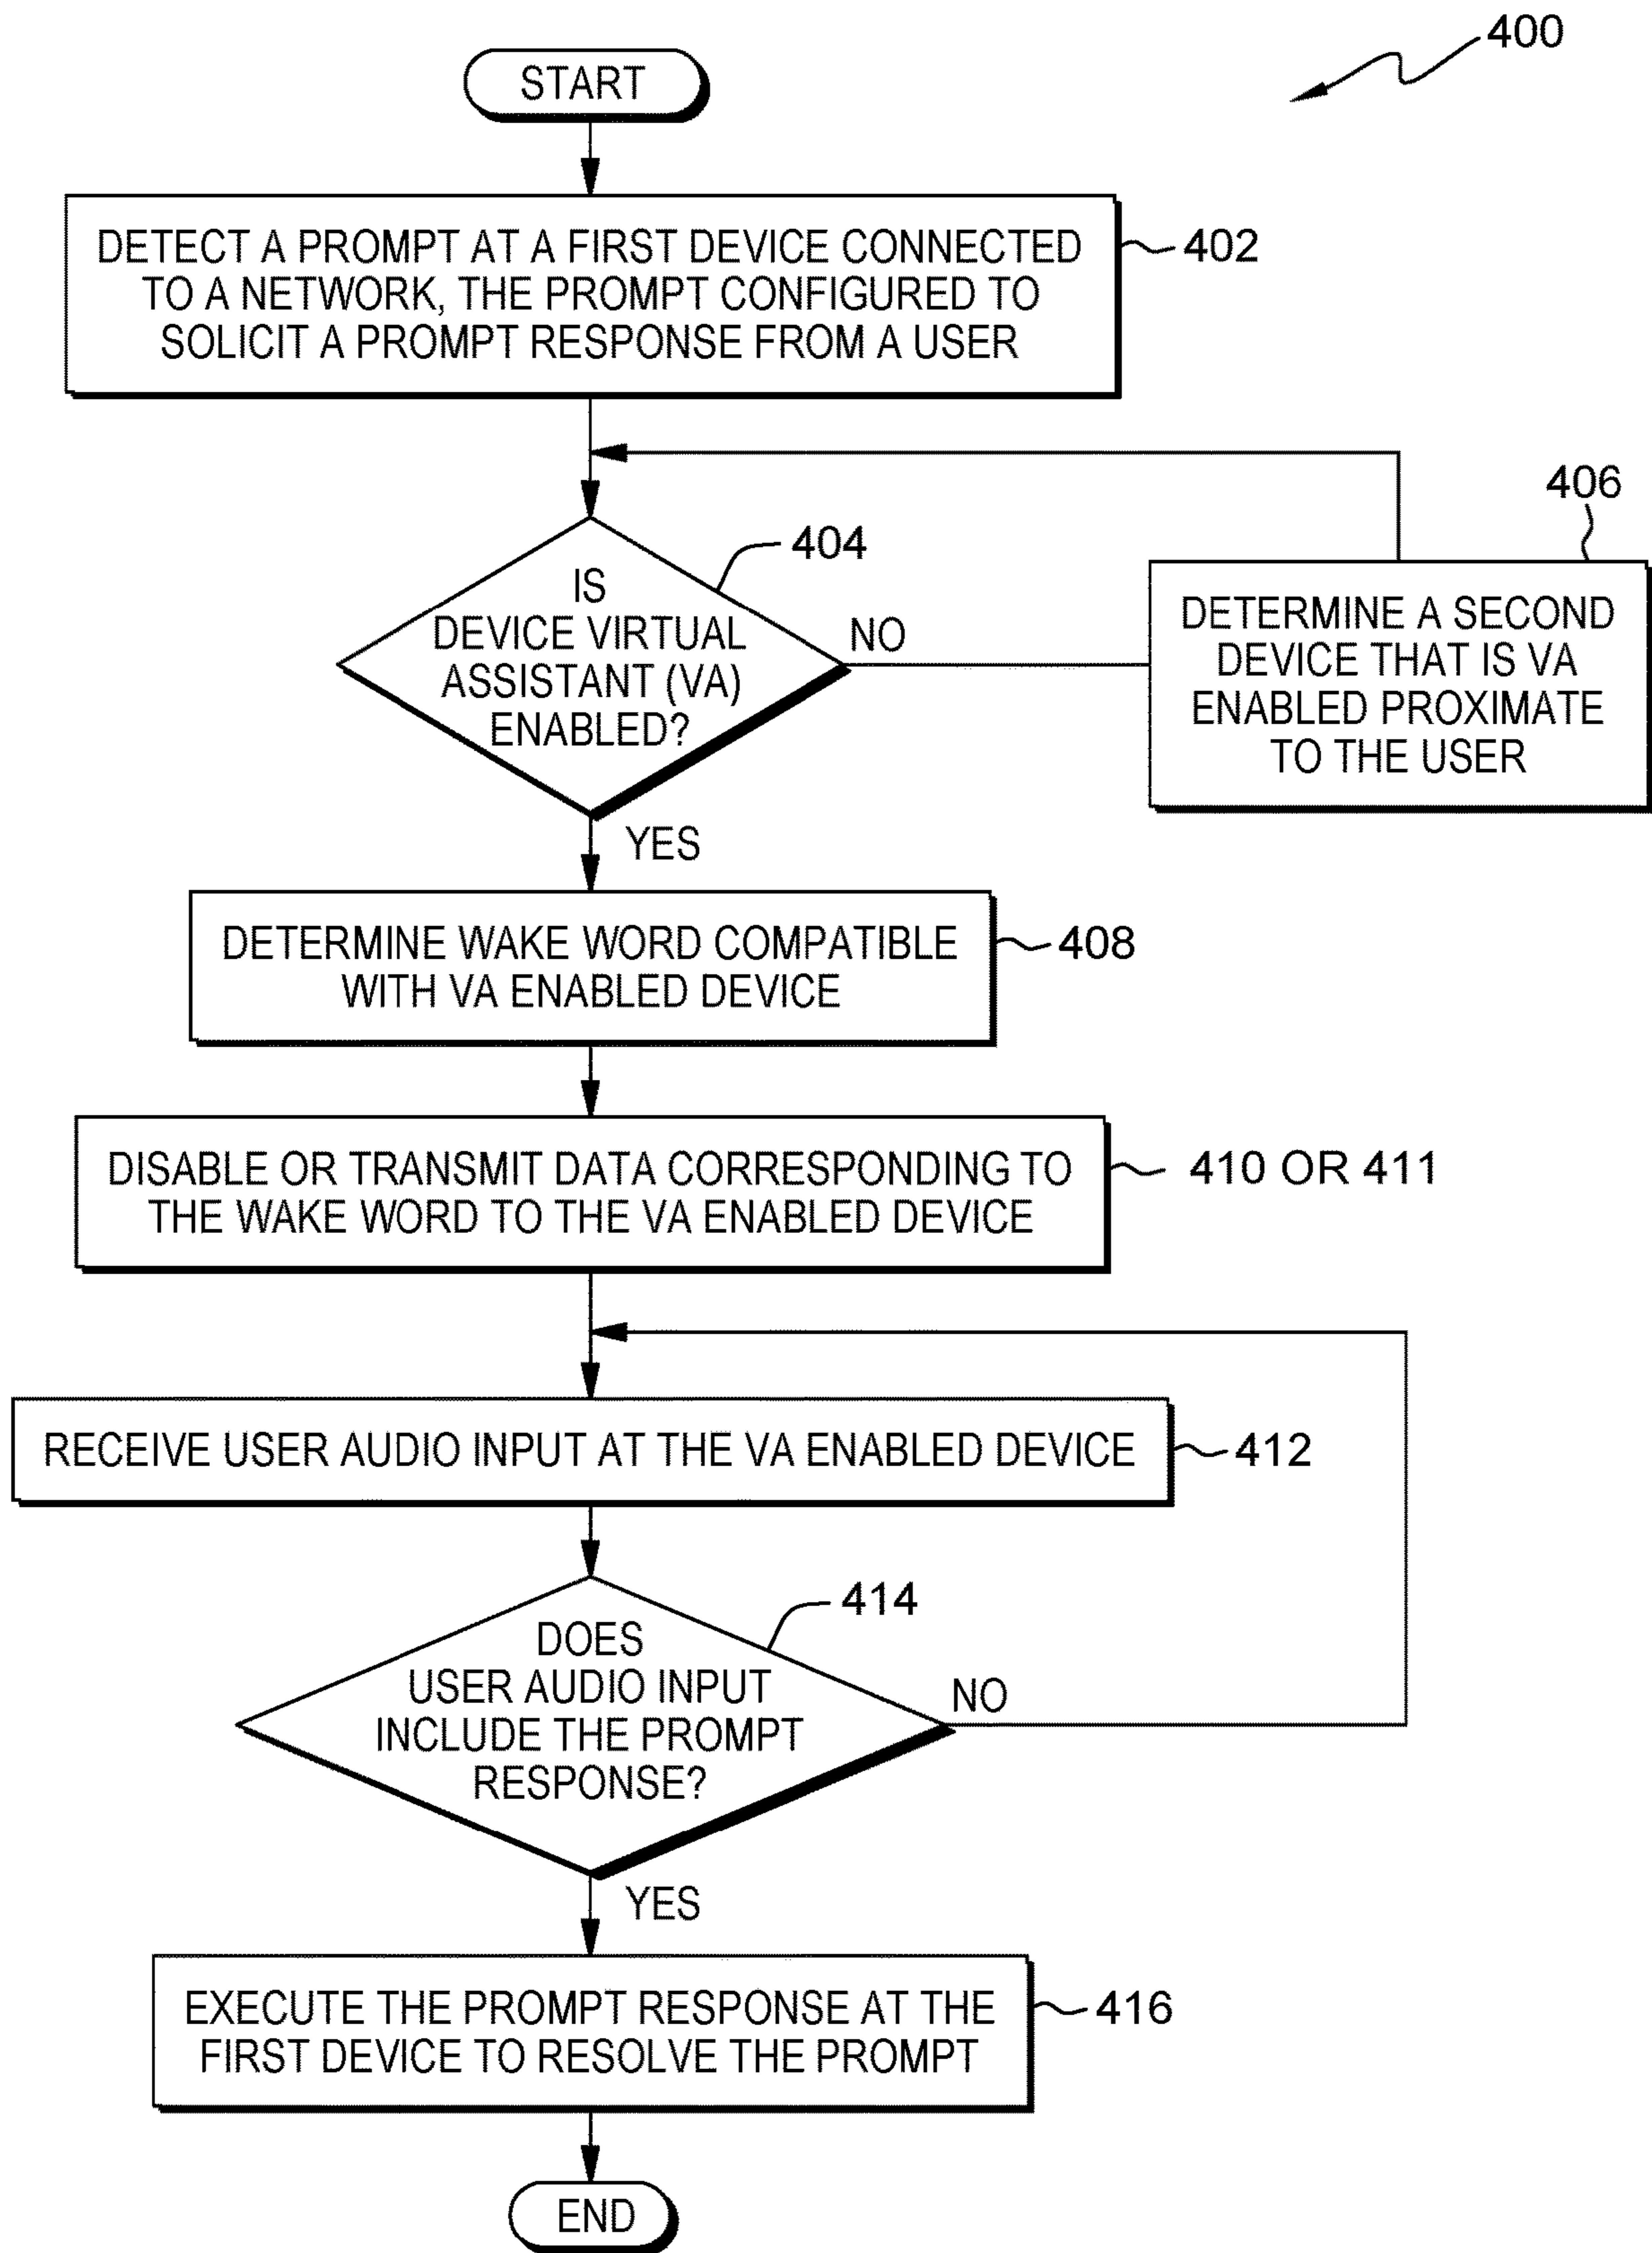 400
START
DETECT A PROMPT AT A FIRST DEVICE CONNECTED
TO A NETWORK, THE PROMPT CONFIGURED TO
SOLICIT A PROMPT RESPONSE FROM A USER
402
404
IS
DEVICE VIRTUAL
ASSISTANT (VA)
ENABLED?
NO
406
DETERMINE A SECOND
DEVICE THAT IS VA
ENABLED PROXIMATE
TO THE USER
YES
DETERMINE WAKE WORD COMPATIBLE
WITH VA ENABLED DEVICE
408
DISABLE OR TRANSMIT DATA CORRESPONDING TO
THE WAKE WORD TO THE VA ENABLED DEVICE
410 OR 411
RECEIVE USER AUDIO INPUT AT THE VA ENABLED DEVICE
412
414
DOES
USER AUDIO INPUT
INCLUDE THE PROMPT
RESPONSE?
NO
YES
EXECUTE THE PROMPT RESPONSE AT THE
FIRST DEVICE TO RESOLVE THE PROMPT
416
END